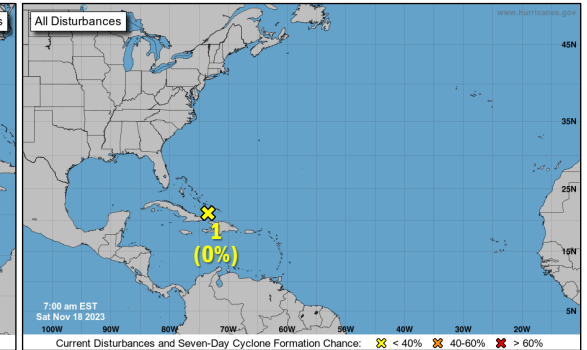 s
All Disturbances
www.hurricanes.gov
45N
35N
25N
1
(0%)
15N
7:00 am EST
Sat Nov 18 2023
5N
100W 90W 80W 70W 60W 50W 40W 30W 20W
Current Disturbances and Seven-Day Cyclone Formation Chance: < 40% 40-60% > 60%